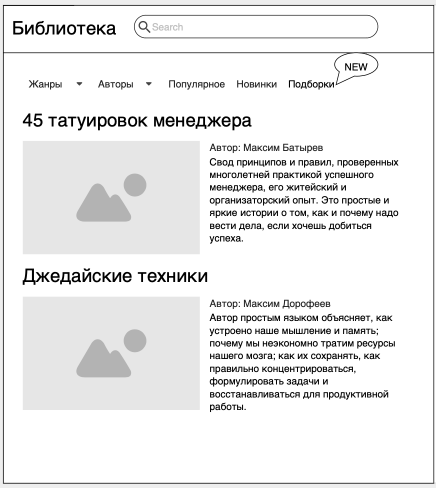 Библиотека
Search
NEW
Жанры Авторы Популярное Новинки Подборки
45 татуировок менеджера
Автор: Максим Батырев
Свод принципов и правил, проверенных
многолетней практикой успешного
менеджера, его житейский и
организаторский опыт. Это простые и
яркие истории о том, как и почему надо
вести дела, если хочешь добиться
успеха.
Джедайские техники
Автор: Максим Дорофеев
Автор простым языком объясняет, как
устроено наше мышление и память;
почему мы неэкономно тратим ресурсы
нашего мозга; как их сохранять, как
правильно концентрироваться,
формулировать задачи и
восстанавливаться для продуктивной
работы.